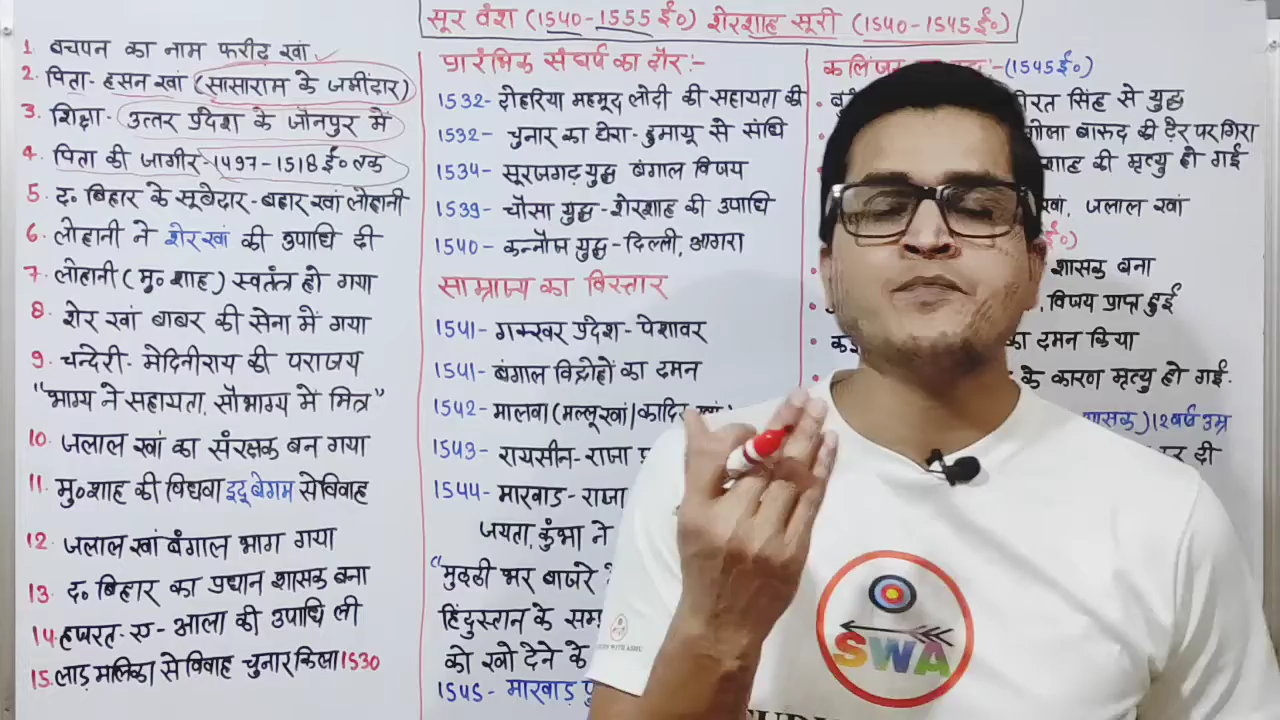 सूर वंश (1540-1555 ई०) शेरशाह सूरी (1540-1545 ई०)
1. बचपन का नाम फरीद खां
2. पिता- हसन खां (सासाराम के जमींदार)
3. शिक्षा- उत्तर प्रदेश के जौनपुर में
4. पिता की जागीर-1497-1518 ई० तक
5. द० बिहार के सूबेदार-बहार खां लोहानी
6. लोहानी ने शेर खां की उपाधि दी
7. लोहानी (मु० शाह) स्वतंत्र हो गया
8. शेर खां बाबर की सेना में गया
9. चन्देरी- मेदिनीराय की पराजय
"भाग्य ने सहायता, सौभाग्य में मित्र"
10. जलाल खां का संरक्षक बन गया
11. मु०शाह की विधवा दूदू बेगम से विवाह
12. जलाल खां बंगाल भाग गया
13. द० बिहार का प्रधान शासक बना
14. हजरत-ए-आला की उपाधि ली
15. लाड़ मलिका से विवाह चुनार किला 1530
प्रारंभिक संघर्ष का दौर:-
1532- दोहरिया महमूद लोदी की सहायता की
1532- चुनार का घेरा- हुमायू से संधि
1534- सूरजगढ़ युद्ध बंगाल विजय
1539- चौसा युद्ध-शेरशाह की उपाधि
1540- कन्नौज युद्ध-दिल्ली, आगरा
साम्राज्य का विस्तार
1541- गक्खर प्रदेश- पेशावर
1541- बंगाल विद्रोहों का दमन
1542- मालवा (मल्लू खां/कादिर खां)
1543- रायसीन- राजा
1544- मारवाड़- राजा
जयता, कुंभा ने
"मुट्ठी भर बाजरे
हिंदुस्तान के
को खो देने के
1545- मारवाड़
कलिंजर :-(1545 ई०)
सिंह से युद्ध
गोला बारूद की ढेर पर गिरा
की मृत्यु हो गई
खां, जलाल खां
ई०)
शासक बना
विजय प्राप्त हुई
का दमन किया
के कारण मृत्यु हो गई.
शासक) 12 वर्ष उम्र
दी
SWA